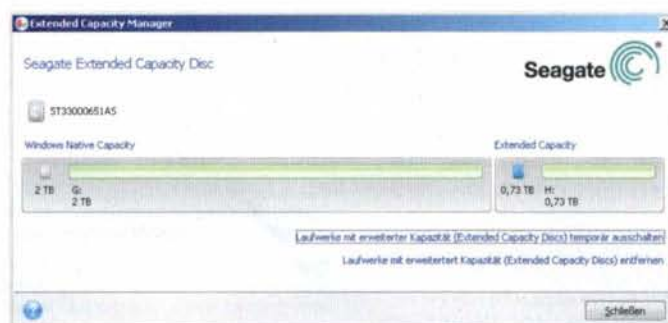 Extended Capacity Manager
Seagate Extended Capacity Disc
Seagate
ST33000651AS
Windows Native Capacity
Extended Capacity
2 TB
G:
2 TB
0,73 TB
H:
0,73 TB
Laufwerke mit erweiterter Kapazität (Extended Capacity Discs) temporär ausschalten
Laufwerke mit erweitertert Kapazität (Extended Capacity Discs) entfernen
?
Schließen